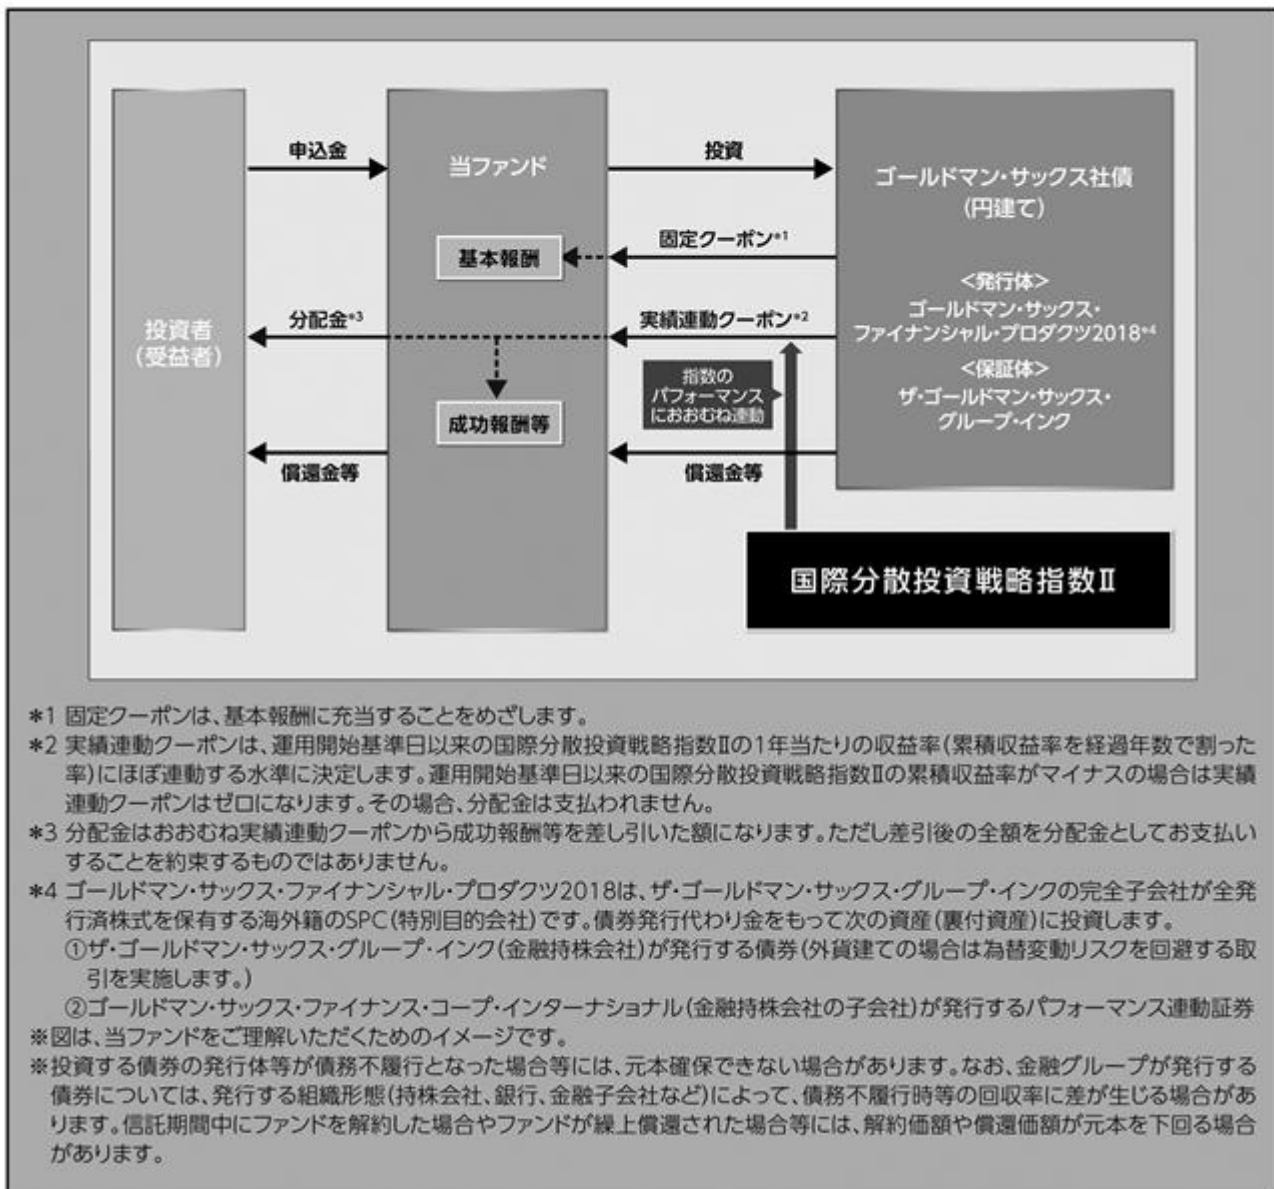 申込金
当ファンド
投資
ゴールドマン・サックス社債
(円建て)
固定クーポン*1
基本報酬
<発行体>
ゴールドマン・サックス・
ファイナンシャル・プロダクツ2018*4
投資者
(受益者)
分配金*3
実績連動クーポン*2
<保証体>
ザ・ゴールドマン・サックス・
グループ・インク
指数の
パフォーマンス
におおむね連動
成功報酬等
償還金等
償還金等
国際分散投資戦略指数Ⅱ
*1 固定クーポンは、基本報酬に充当することをめざします。
*2 実績連動クーポンは、運用開始基準日以来の国際分散投資戦略指数Ⅱの1年当たりの収益率(累積収益率を経過年数で割った
率)にほぼ連動する水準に決定します。運用開始基準日以来の国際分散投資戦略指数Ⅱの累積収益率がマイナスの場合は実績
連動クーポンはゼロになります。その場合、分配金は支払われません。
*3 分配金はおおむね実績連動クーポンから成功報酬等を差し引いた額になります。ただし差引後の全額を分配金としてお支払い
することを約束するものではありません。
*4 ゴールドマン・サックス・ファイナンシャル・プロダクツ2018は、ザ・ゴールドマン・サックス・グループ・インクの完全子会社が全発
行済株式を保有する海外籍のSPC(特別目的会社)です。債券発行代わり金をもって次の資産(裏付資産)に投資します。
①ザ・ゴールドマン・サックス・グループ・インク(金融持株会社)が発行する債券(外貨建ての場合は為替変動リスクを回避する取
引を実施します。)
②ゴールドマン・サックス・ファイナンス・コープ・インターナショナル(金融持株会社の子会社)が発行するパフォーマンス連動証券
※図は、当ファンドをご理解いただくためのイメージです。
※投資する債券の発行体等が債務不履行となった場合等には、元本確保できない場合があります。なお、金融グループが発行する
債券については、発行する組織形態(持株会社、銀行、金融子会社など)によって、債務不履行時等の回収率に差が生じる場合があ
ります。信託期間中にファンドを解約した場合やファンドが繰上償還された場合等には、解約価額や償還価額が元本を下回る場合
があります。